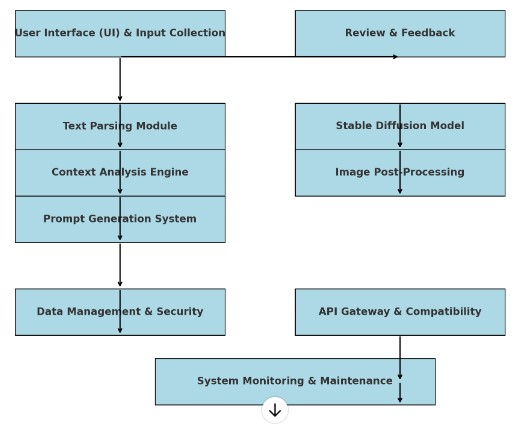 User Interface (UI) & Input Collection
Review & Feedback
Text Parsing Module
Stable Diffusion Model
Context Analysis Engine
Image Post-Processing
Prompt Generation System
Data Management & Security
API Gateway & Compatibility
System Monitoring & Maintenance